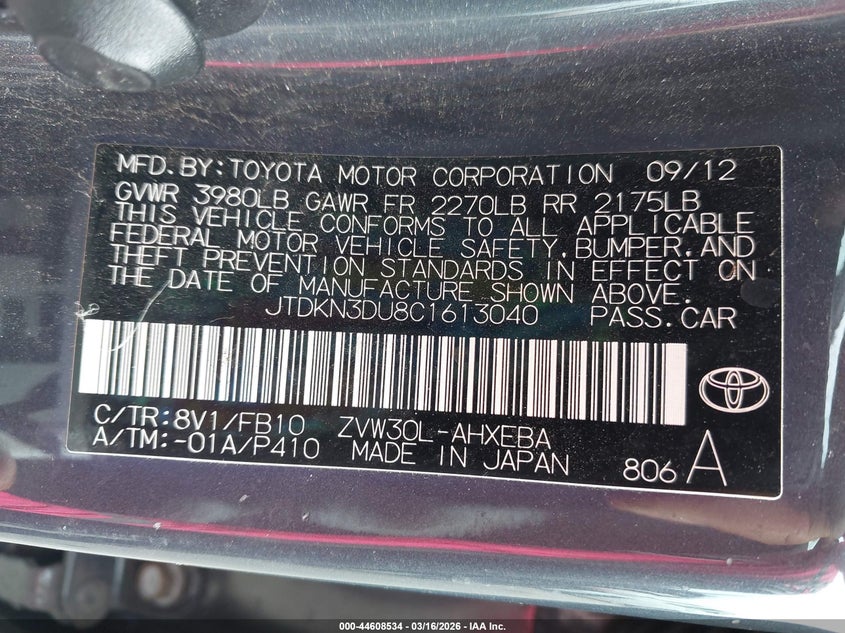 MFD.BY:TOYOTA MOTOR CORPORATION 09/12
GVWR 3980LB GAWR FR 2270LB RR 2175LB
THIS VEHICLE CONFORMS TO ALL APPLICABLE
FEDERAL MOTOR VEHICLE SAFETY,BUMPER,AND
THEFT PREVENTION STANDARDS IN EFFECT ON
THE DATE OF MANUFACTURE SHOWN ABOVE.
JTDKN3DU8C1613040 PASS.CAR
C/TR:8V1/FB10 ZVW30L-AHXEBA
A/TM:-01A/P410 MADE IN JAPAN 806 A
000-44608534 - 03/16/2026 - IAA Inc.